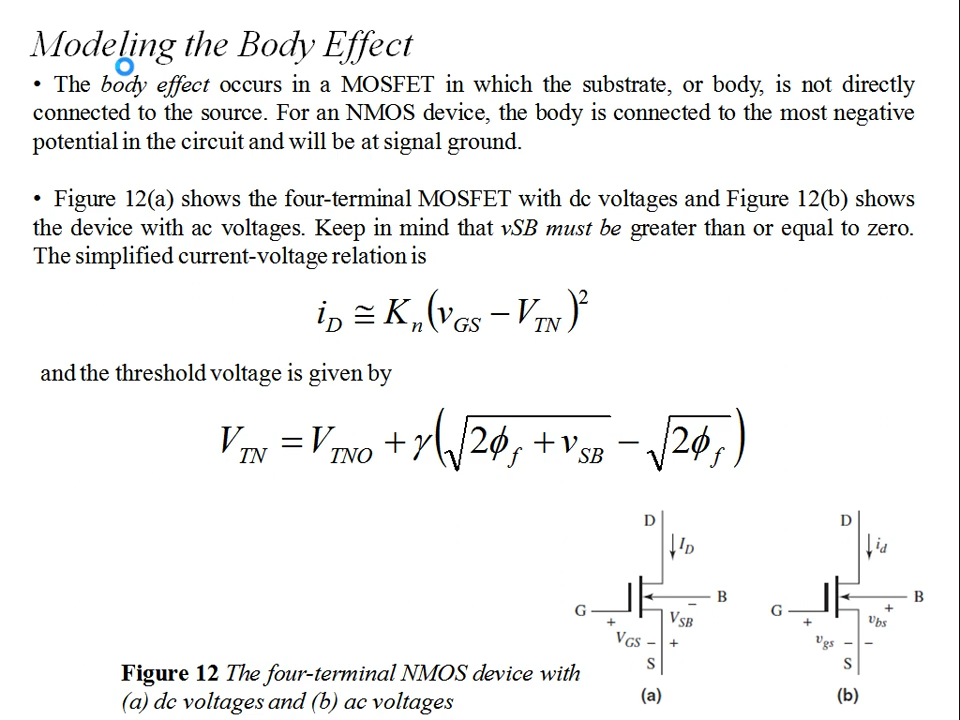 Modeling the Body Effect
• The body effect occurs in a MOSFET in which the substrate, or body, is not directly
connected to the source. For an NMOS device, the body is connected to the most negative
potential in the circuit and will be at signal ground.
• Figure 12(a) shows the four-terminal MOSFET with dc voltages and Figure 12(b) shows
the device with ac voltages. Keep in mind that vSB must be greater than or equal to zero.
The simplified current-voltage relation is
i_D ≅ K_n(v_GS − V_TN)²
and the threshold voltage is given by
V_TN = V_TNO + γ(√(2ϕ_f + v_SB) − √(2ϕ_f))
D
I_D
G
B
+
−
V_SB
V_GS − +
S
(a)
D
i_d
G
B
+
+
v_bs
v_gs − −
S
(b)
Figure 12 The four-terminal NMOS device with
(a) dc voltages and (b) ac voltages